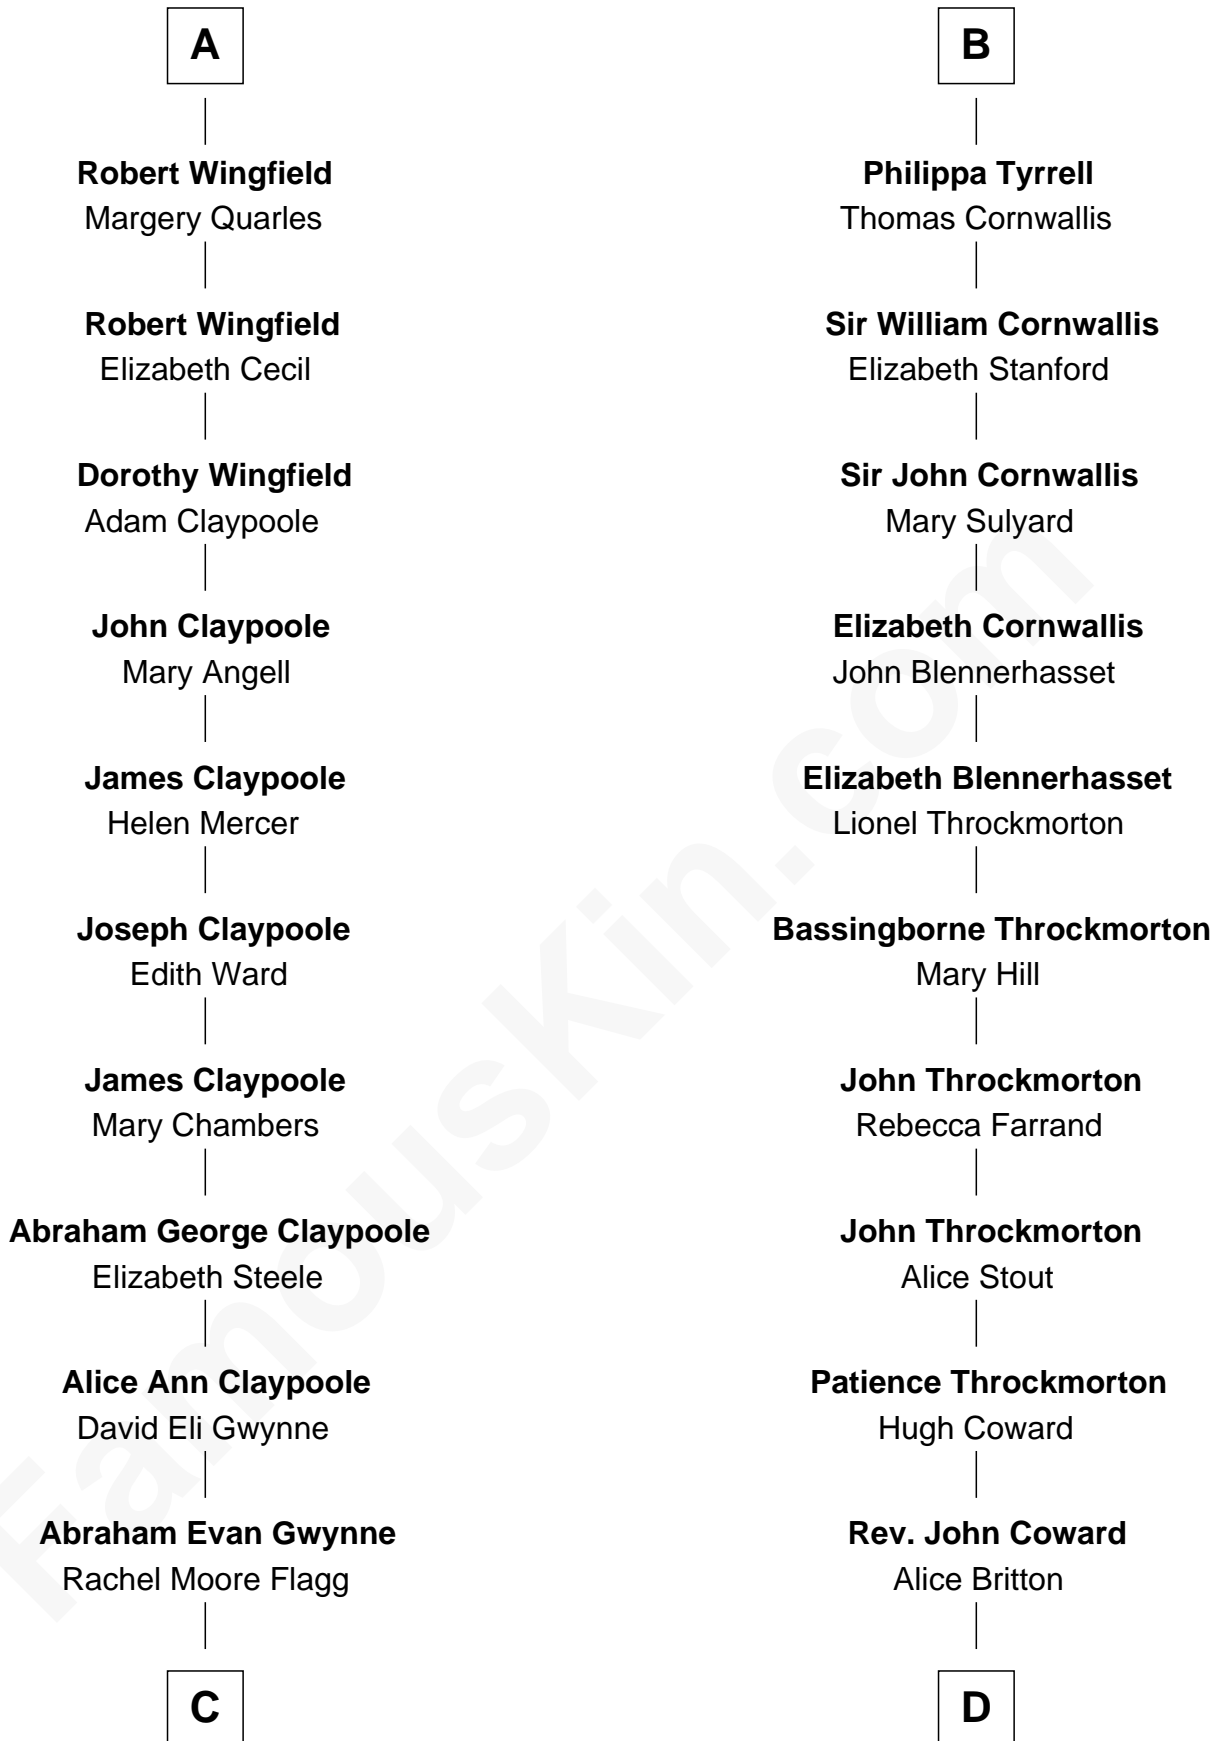 A
Robert Wingfield
Margery Quarles
Robert Wingfield
Elizabeth Cecil
Dorothy Wingfield
Adam Claypoole
John Claypoole
Mary Angell
James Claypoole
Helen Mercer
Joseph Claypoole
Edith Ward
James Claypoole
Mary Chambers
Abraham George Claypoole
Elizabeth Steele
Alice Ann Claypoole
David Eli Gwynne
Abraham Evan Gwynne
Rachel Moore Flagg
C
B
Philippa Tyrrell
Thomas Cornwallis
Sir William Cornwallis
Elizabeth Stanford
Sir John Cornwallis
Mary Sulyard
Elizabeth Cornwallis
John Blennerhasset
Elizabeth Blennerhasset
Lionel Throckmorton
Bassingborne Throckmorton
Mary Hill
John Throckmorton
Rebecca Farrand
John Throckmorton
Alice Stout
Patience Throckmorton
Hugh Coward
Rev. John Coward
Alice Britton
D
FamousKin.com